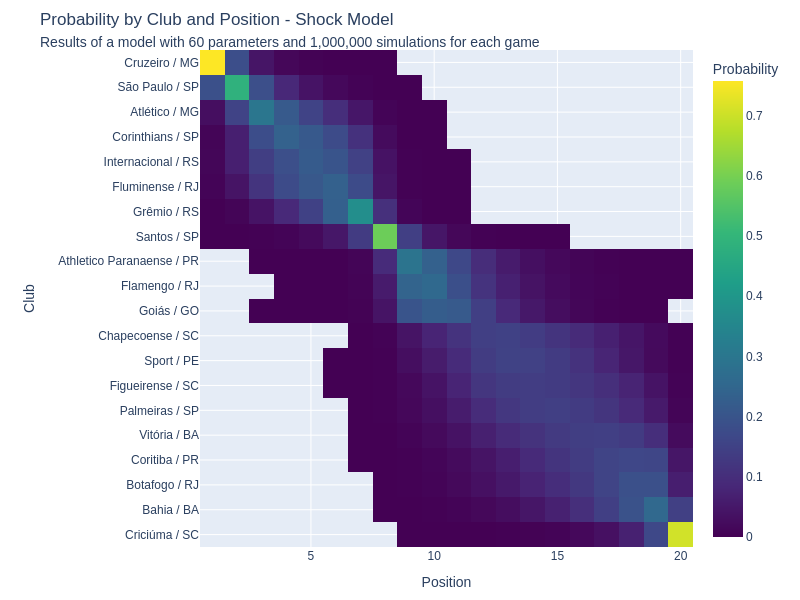 Probability by Club and Position - Shock Model
Results of a model with 60 parameters and 1,000,000 simulations for each game
Probability
Cruzeiro / MG
São Paulo / SP
Atlético / MG
Corinthians / SP
Internacional / RS
Fluminense / RJ
Grêmio / RS
Santos / SP
Athletico Paranaense / PR
Flamengo / RJ
Goiás / GO
Chapecoense / SC
Sport / PE
Figueirense / SC
Palmeiras / SP
Vitória / BA
Coritiba / PR
Botafogo / RJ
Bahia / BA
Criciúma / SC
Club
0.7
0.6
0.5
0.4
0.3
0.2
0.1
0
5
10
15
20
Position